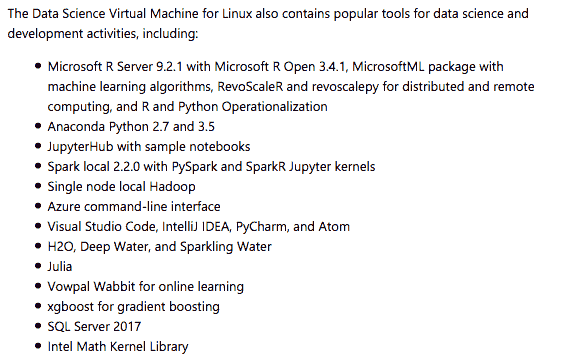 The Data Science Virtual Machine for Linux also contains popular tools for data science and
development activities, including:
• Microsoft R Server 9.2.1 with Microsoft R Open 3.4.1, MicrosoftML package with
machine learning algorithms, RevoScaleR and revoscalepy for distributed and remote
computing, and R and Python Operationalization
• Anaconda Python 2.7 and 3.5
• JupyterHub with sample notebooks
• Spark local 2.2.0 with PySpark and SparkR Jupyter kernels
• Single node local Hadoop
• Azure command-line interface
• Visual Studio Code, IntelliJ IDEA, PyCharm, and Atom
• H2O, Deep Water, and Sparkling Water
• Julia
• Vowpal Wabbit for online learning
• xgboost for gradient boosting
• SQL Server 2017
• Intel Math Kernel Library